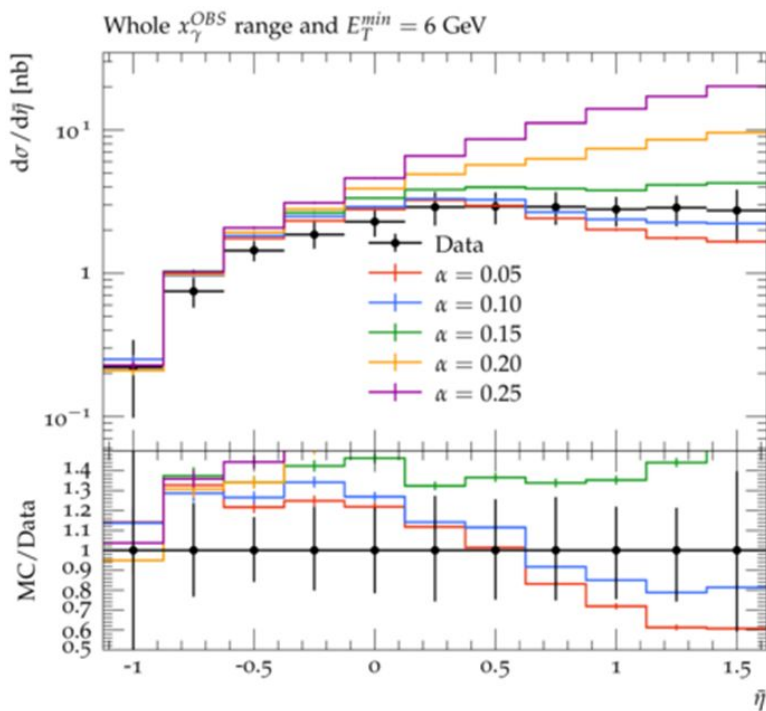 Whole x_γ^OBS range and E_T^min = 6 GeV
dσ/dη̄ [nb]
10¹
1
10⁻¹
Data
α = 0.05
α = 0.10
α = 0.15
α = 0.20
α = 0.25
MC/Data
1.4
1.3
1.2
1.1
1
0.9
0.8
0.7
0.6
0.5
-1
-0.5
0
0.5
1
1.5
η̄